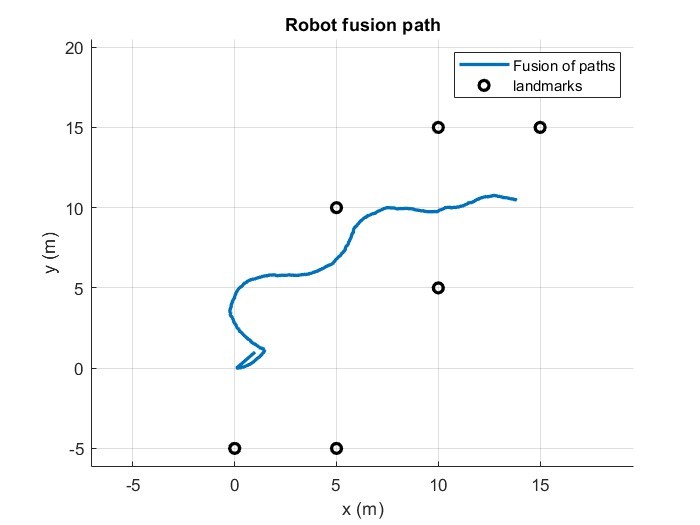 Robot fusion path
Fusion of paths
landmarks
20
15
10
5
0
-5
y (m)
-5 0 5 10 15
x (m)